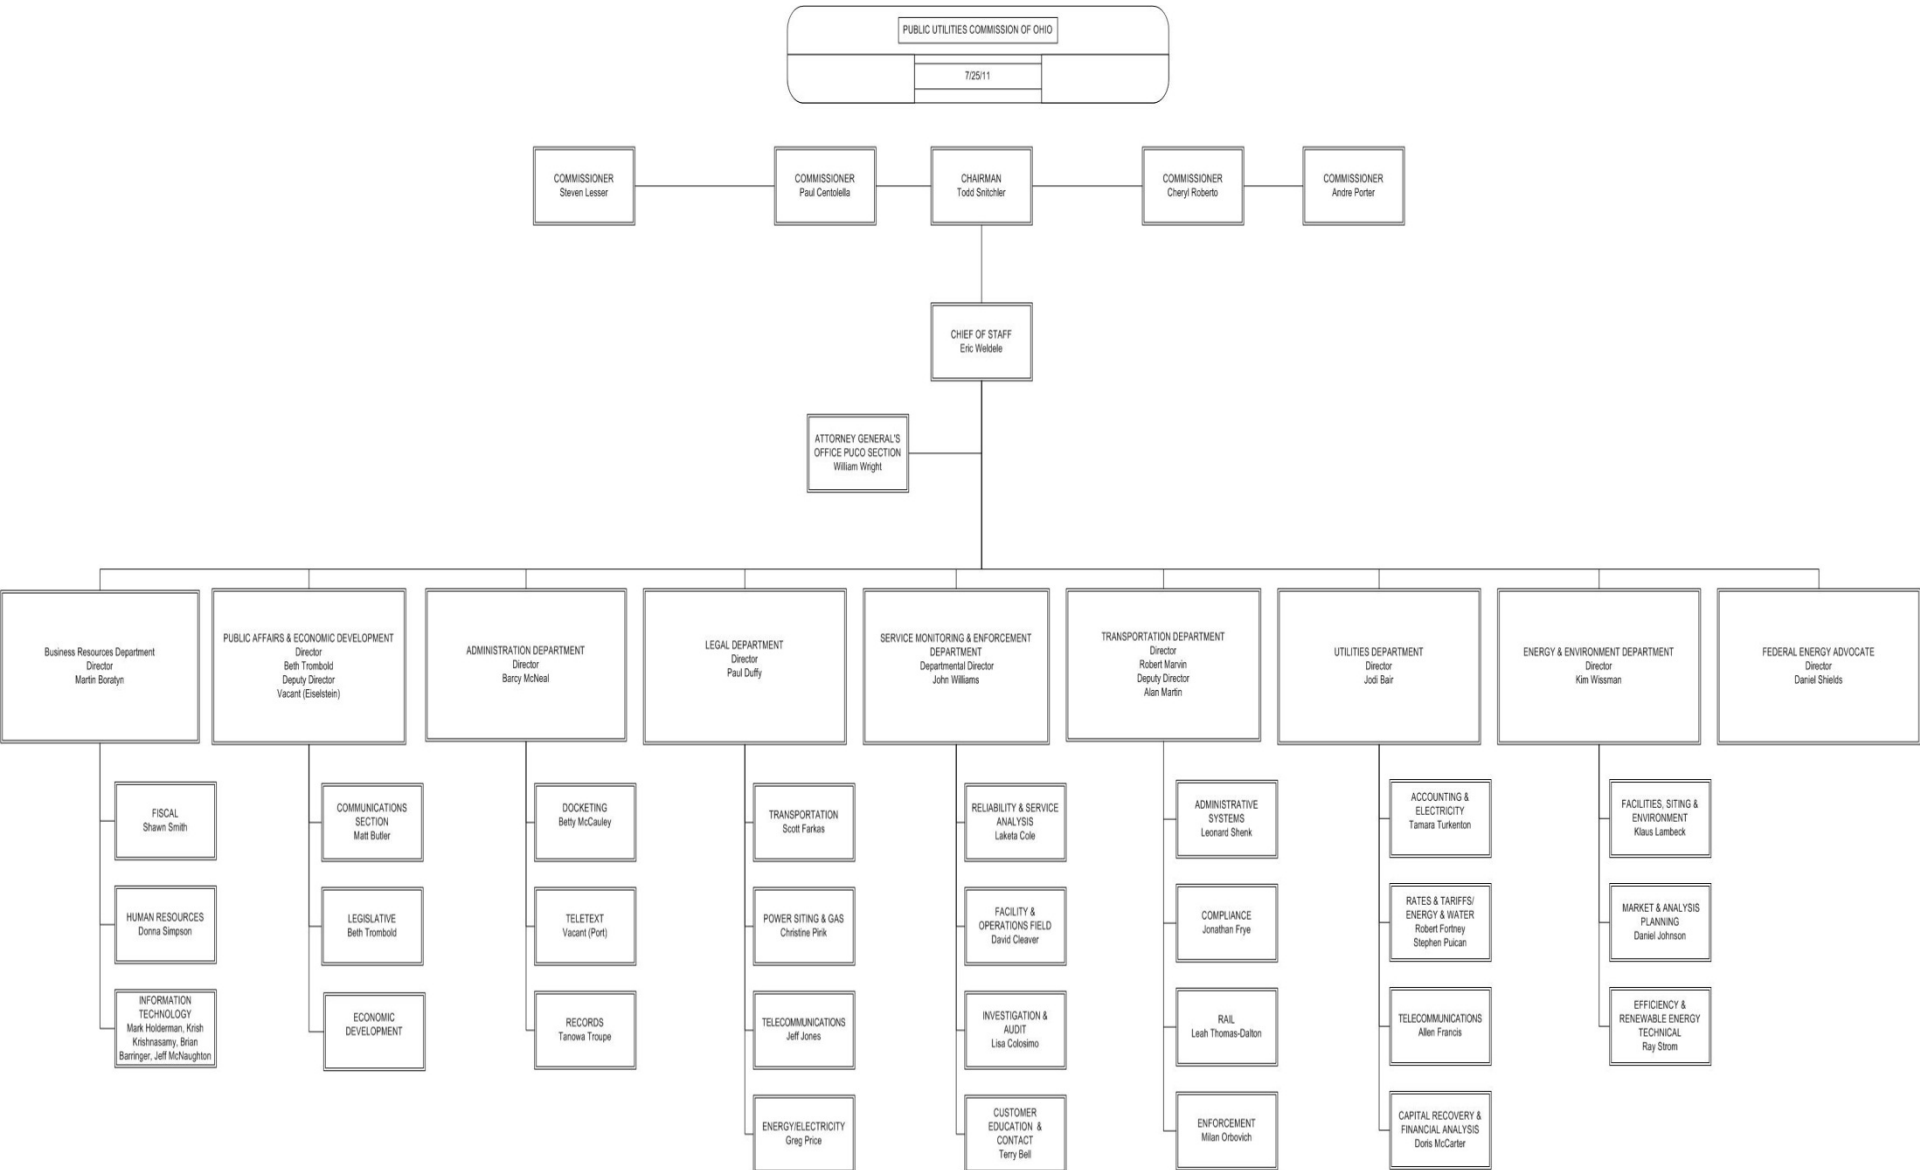 PUBLIC UTILITIES COMMISSION OF OHIO
7/25/11
COMMISSIONER
Steven Lesser
COMMISSIONER
Paul Centolella
CHAIRMAN
Todd Snitchler
COMMISSIONER
Cheryl Roberto
COMMISSIONER
Andre Porter
CHIEF OF STAFF
Eric Weldele
ATTORNEY GENERAL'S
OFFICE PUCO SECTION
William Wright
Business Resources Department
Director
Martin Boratyn
PUBLIC AFFAIRS & ECONOMIC DEVELOPMENT
Director
Beth Trombold
Deputy Director
Vacant (Eiselstein)
ADMINISTRATION DEPARTMENT
Director
Barcy McNeal
LEGAL DEPARTMENT
Director
Paul Duffy
SERVICE MONITORING & ENFORCEMENT
DEPARTMENT
Departmental Director
John Williams
TRANSPORTATION DEPARTMENT
Director
Robert Marvin
Deputy Director
Alan Martin
UTILITIES DEPARTMENT
Director
Jodi Bair
ENERGY & ENVIRONMENT DEPARTMENT
Director
Kim Wissman
FEDERAL ENERGY ADVOCATE
Director
Daniel Shields
FISCAL
Shawn Smith
HUMAN RESOURCES
Donna Simpson
INFORMATION
TECHNOLOGY
Mark Holderman, Krish
Krishnasamy, Brian
Barringer, Jeff McNaughton
COMMUNICATIONS
SECTION
Matt Butler
LEGISLATIVE
Beth Trombold
ECONOMIC
DEVELOPMENT
DOCKETING
Betty McCauley
TELETEXT
Vacant (Port)
RECORDS
Tanowa Troupe
TRANSPORTATION
Scott Farkas
POWER SITING & GAS
Christine Pirik
TELECOMMUNICATIONS
Jeff Jones
ENERGY/ELECTRICITY
Greg Price
RELIABILITY & SERVICE
ANALYSIS
Laketa Cole
FACILITY &
OPERATIONS FIELD
David Cleaver
INVESTIGATION &
AUDIT
Lisa Colosimo
CUSTOMER
EDUCATION &
CONTACT
Terry Bell
ADMINISTRATIVE
SYSTEMS
Leonard Shenk
COMPLIANCE
Jonathan Frye
RAIL
Leah Thomas-Dalton
ENFORCEMENT
Milan Orbovich
ACCOUNTING &
ELECTRICITY
Tamara Turkenton
RATES & TARIFFS/
ENERGY & WATER
Robert Fortney
Stephen Puican
TELECOMMUNICATIONS
Allen Francis
CAPITAL RECOVERY &
FINANCIAL ANALYSIS
Doris McCarter
FACILITIES, SITING &
ENVIRONMENT
Klaus Lambeck
MARKET & ANALYSIS
PLANNING
Daniel Johnson
EFFICIENCY &
RENEWABLE ENERGY
TECHNICAL
Ray Strom